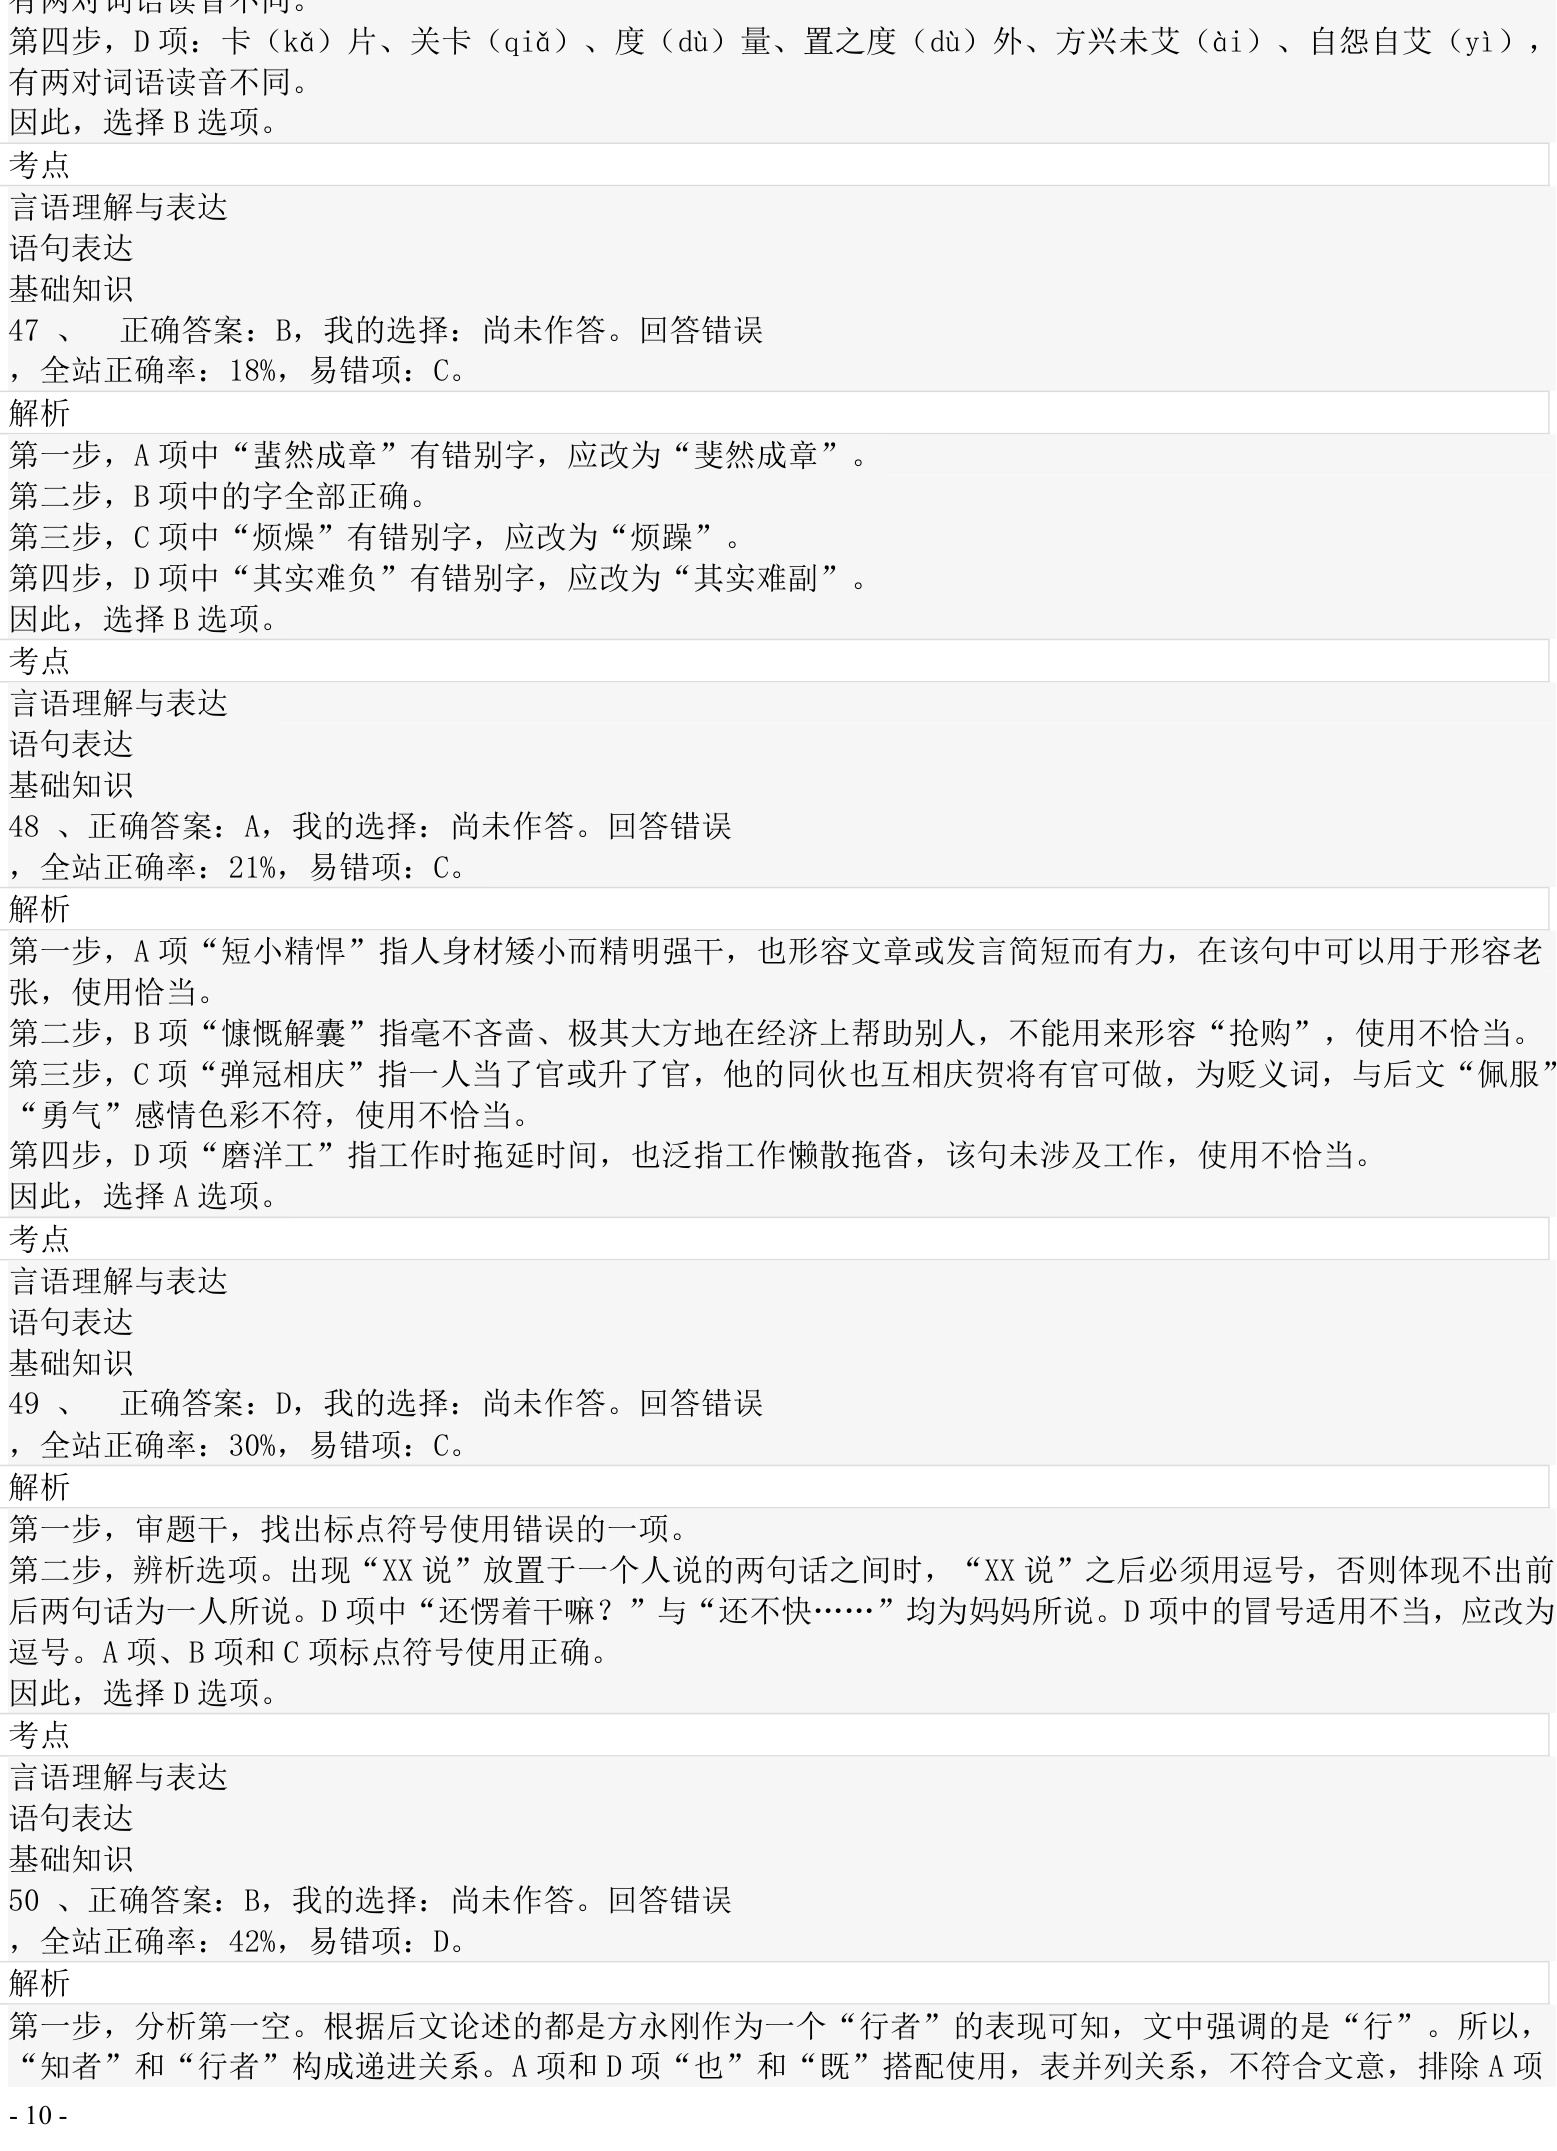 有两对词语读音不同。
第四步，D 项：卡（kǎ）片、关卡（qiǎ）、度（dù）量、置之度（dù）外、方兴未艾（ài）、自怨自艾（yì），
有两对词语读音不同。
因此，选择 B 选项。
考点
言语理解与表达
语句表达
基础知识
47 、 正确答案：B，我的选择：尚未作答。回答错误
，全站正确率：18%，易错项：C。
解析
第一步，A 项中“蜚然成章”有错别字，应改为“斐然成章”。
第二步，B 项中的字全部正确。
第三步，C 项中“烦燥”有错别字，应改为“烦躁”。
第四步，D 项中“其实难负”有错别字，应改为“其实难副”。
因此，选择 B 选项。
考点
言语理解与表达
语句表达
基础知识
48 、正确答案：A，我的选择：尚未作答。回答错误
，全站正确率：21%，易错项：C。
解析
第一步，A 项“短小精悍”指人身材矮小而精明强干，也形容文章或发言简短而有力，在该句中可以用于形容老
张，使用恰当。
第二步，B 项“慷慨解囊”指毫不吝啬、极其大方地在经济上帮助别人，不能用来形容“抢购”，使用不恰当。
第三步，C 项“弹冠相庆”指一人当了官或升了官，他的同伙也互相庆贺将有官可做，为贬义词，与后文“佩服”
“勇气”感情色彩不符，使用不恰当。
第四步，D 项“磨洋工”指工作时拖延时间，也泛指工作懒散拖沓，该句未涉及工作，使用不恰当。
因此，选择 A 选项。
考点
言语理解与表达
语句表达
基础知识
49 、 正确答案：D，我的选择：尚未作答。回答错误
，全站正确率：30%，易错项：C。
解析
第一步，审题干，找出标点符号使用错误的一项。
第二步，辨析选项。出现“XX 说”放置于一个人说的两句话之间时，“XX 说”之后必须用逗号，否则体现不出前
后两句话为一人所说。D 项中“还愣着干嘛？”与“还不快……”均为妈妈所说。D 项中的冒号适用不当，应改为
逗号。A 项、B 项和 C 项标点符号使用正确。
因此，选择 D 选项。
考点
言语理解与表达
语句表达
基础知识
50 、正确答案：B，我的选择：尚未作答。回答错误
，全站正确率：42%，易错项：D。
解析
第一步，分析第一空。根据后文论述的都是方永刚作为一个“行者”的表现可知，文中强调的是“行”。所以，
“知者”和“行者”构成递进关系。A 项和 D 项“也”和“既”搭配使用，表并列关系，不符合文意，排除 A 项
- 10 -